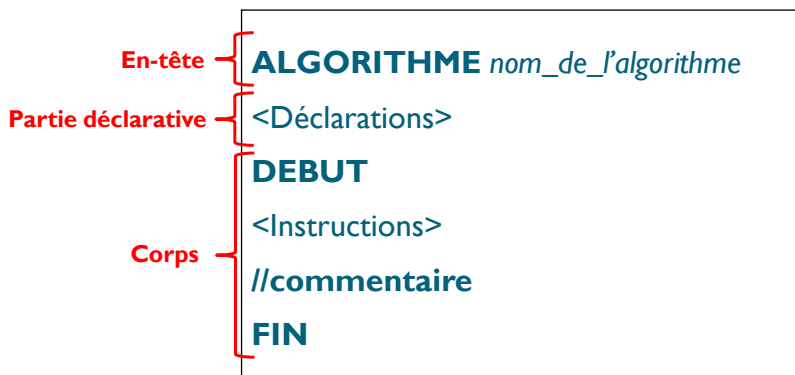 En-tête
ALGORITHME nom_de_l’algorithme
Partie déclarative
<Déclarations>
DEBUT
<Instructions>
Corps
//commentaire
FIN